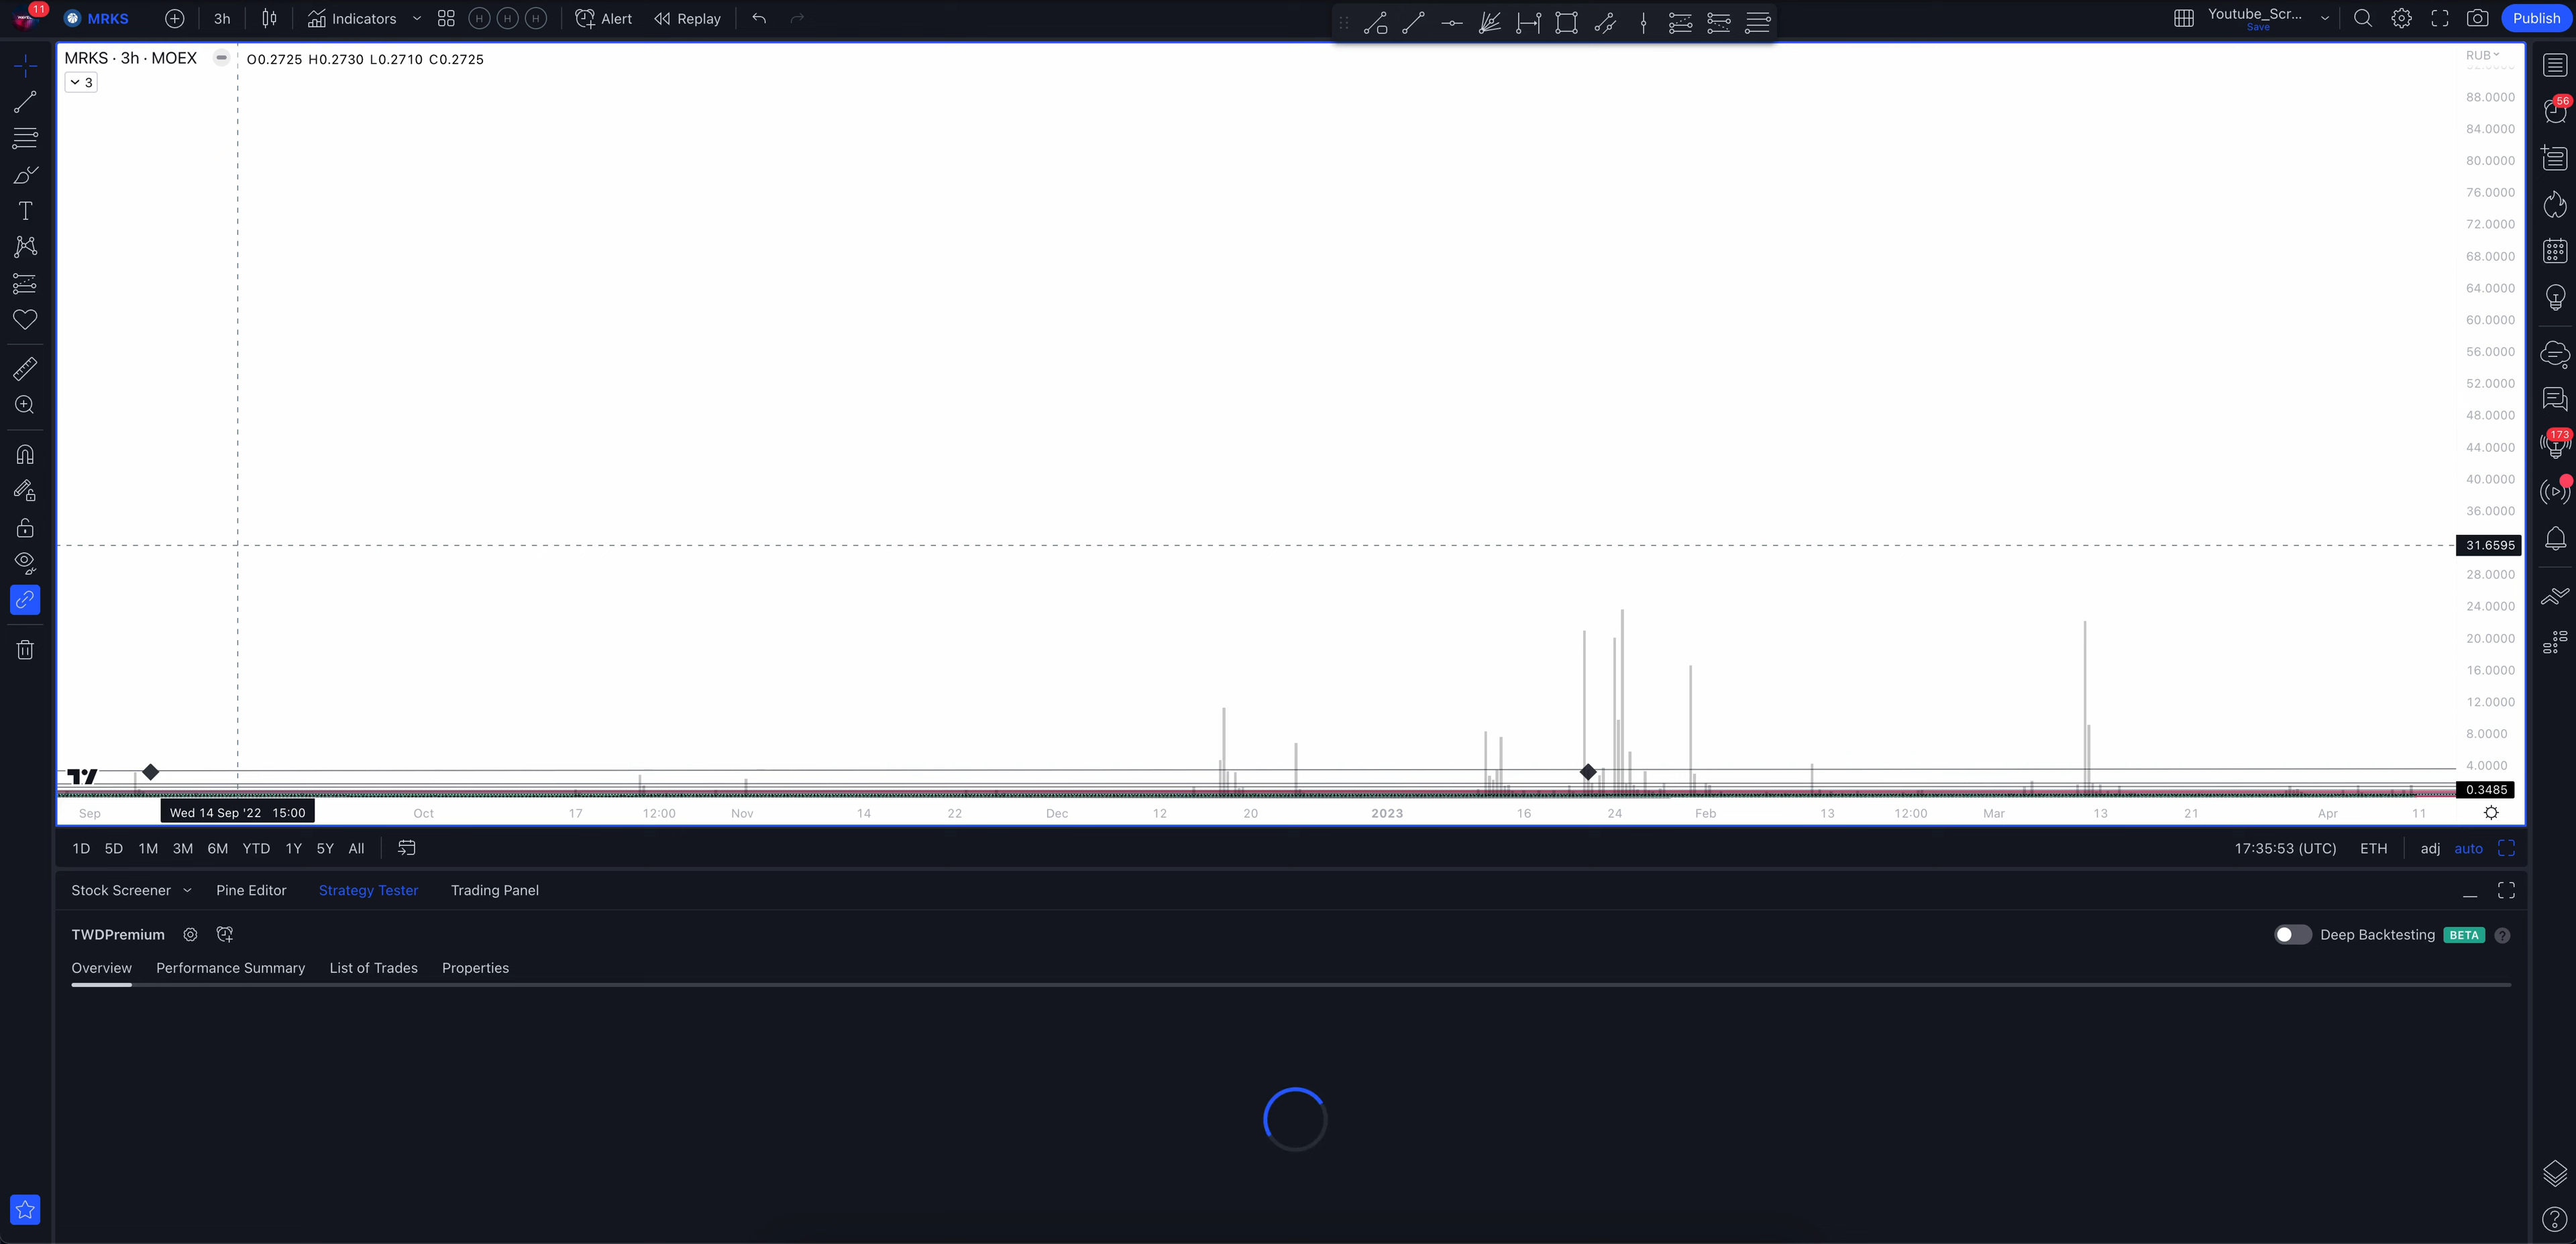 11
MRKS
3h
Indicators
H
H
H
Alert
Replay
Youtube_Scr...
Save
Publish
MRKS · 3h · MOEX
O0.2725 H0.2730 L0.2710 C0.2725
3
RUB
88.0000
84.0000
80.0000
76.0000
72.0000
68.0000
64.0000
60.0000
56.0000
52.0000
48.0000
44.0000
40.0000
36.0000
31.6595
28.0000
24.0000
20.0000
16.0000
12.0000
8.0000
4.0000
0.3485
56
173
Sep
Wed 14 Sep '22 15:00
Oct
17
12:00
Nov
14
22
Dec
12
20
2023
16
24
Feb
13
12:00
Mar
13
21
Apr
11
1D 5D 1M 3M 6M YTD 1Y 5Y All
17:35:53 (UTC)
ETH
adj
auto
Stock Screener
Pine Editor
Strategy Tester
Trading Panel
TWDPremium
Deep Backtesting
BETA
?
Overview
Performance Summary
List of Trades
Properties